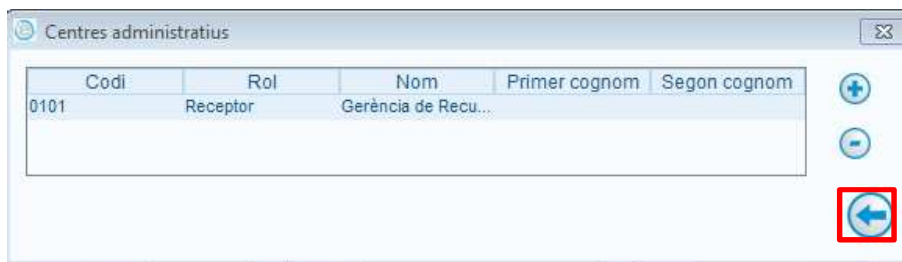 Centres administratius
Codi Rol Nom Primer cognom Segon cognom
0101 Receptor Gerència de Recu...